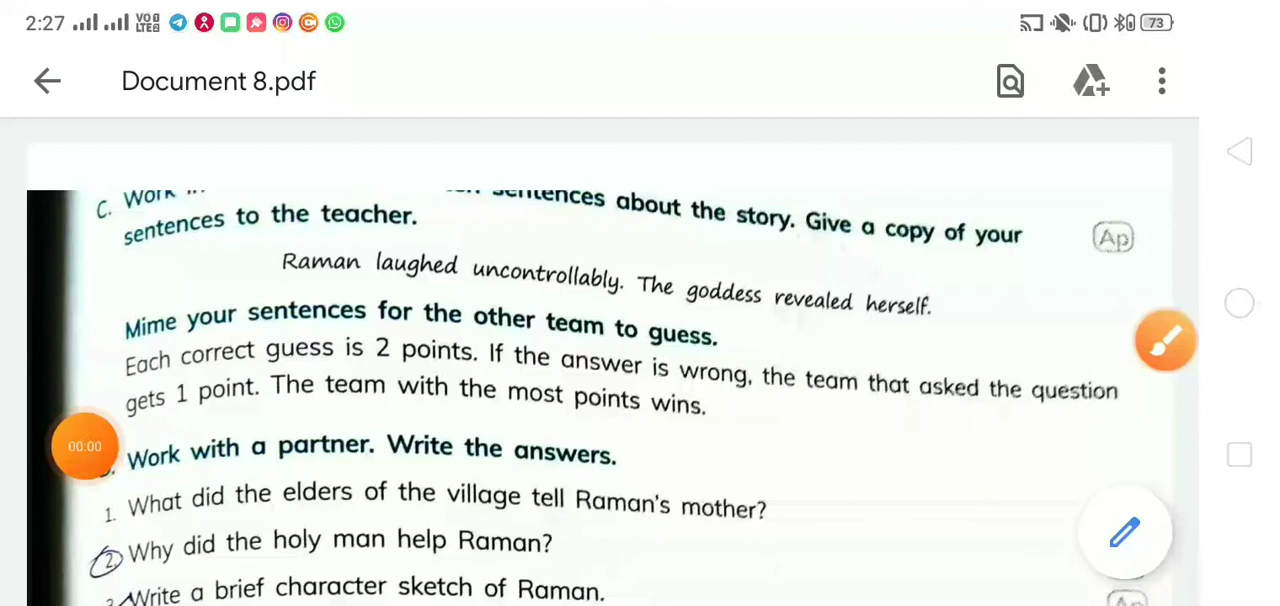 2:27 VO LTE2 73
Document 8.pdf
C. Work sentences about the story. Give a copy of your
sentences to the teacher.
Ap
Raman laughed uncontrollably. The goddess revealed herself.
Mime your sentences for the other team to guess.
Each correct guess is 2 points. If the answer is wrong, the team that asked the question
gets 1 point. The team with the most points wins.
00:00
Work with a partner. Write the answers.
1. What did the elders of the village tell Raman's mother?
2. Why did the holy man help Raman?
Write a brief character sketch of Raman.